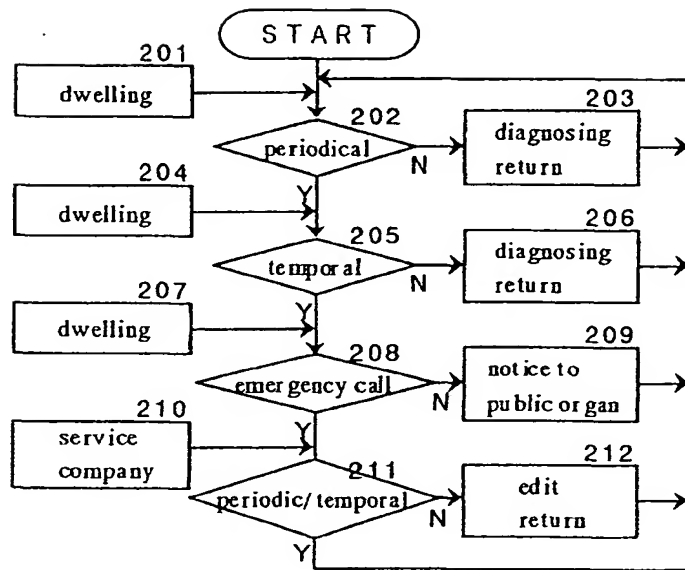 START
201
dwelling
202
periodical
N
203
diagnosing
return
Y
204
dwelling
205
temporal
N
206
diagnosing
return
Y
207
dwelling
208
emergency call
N
209
notice to
public organ
Y
210
service
company
211
periodic/temporal
N
212
edit
return
Y